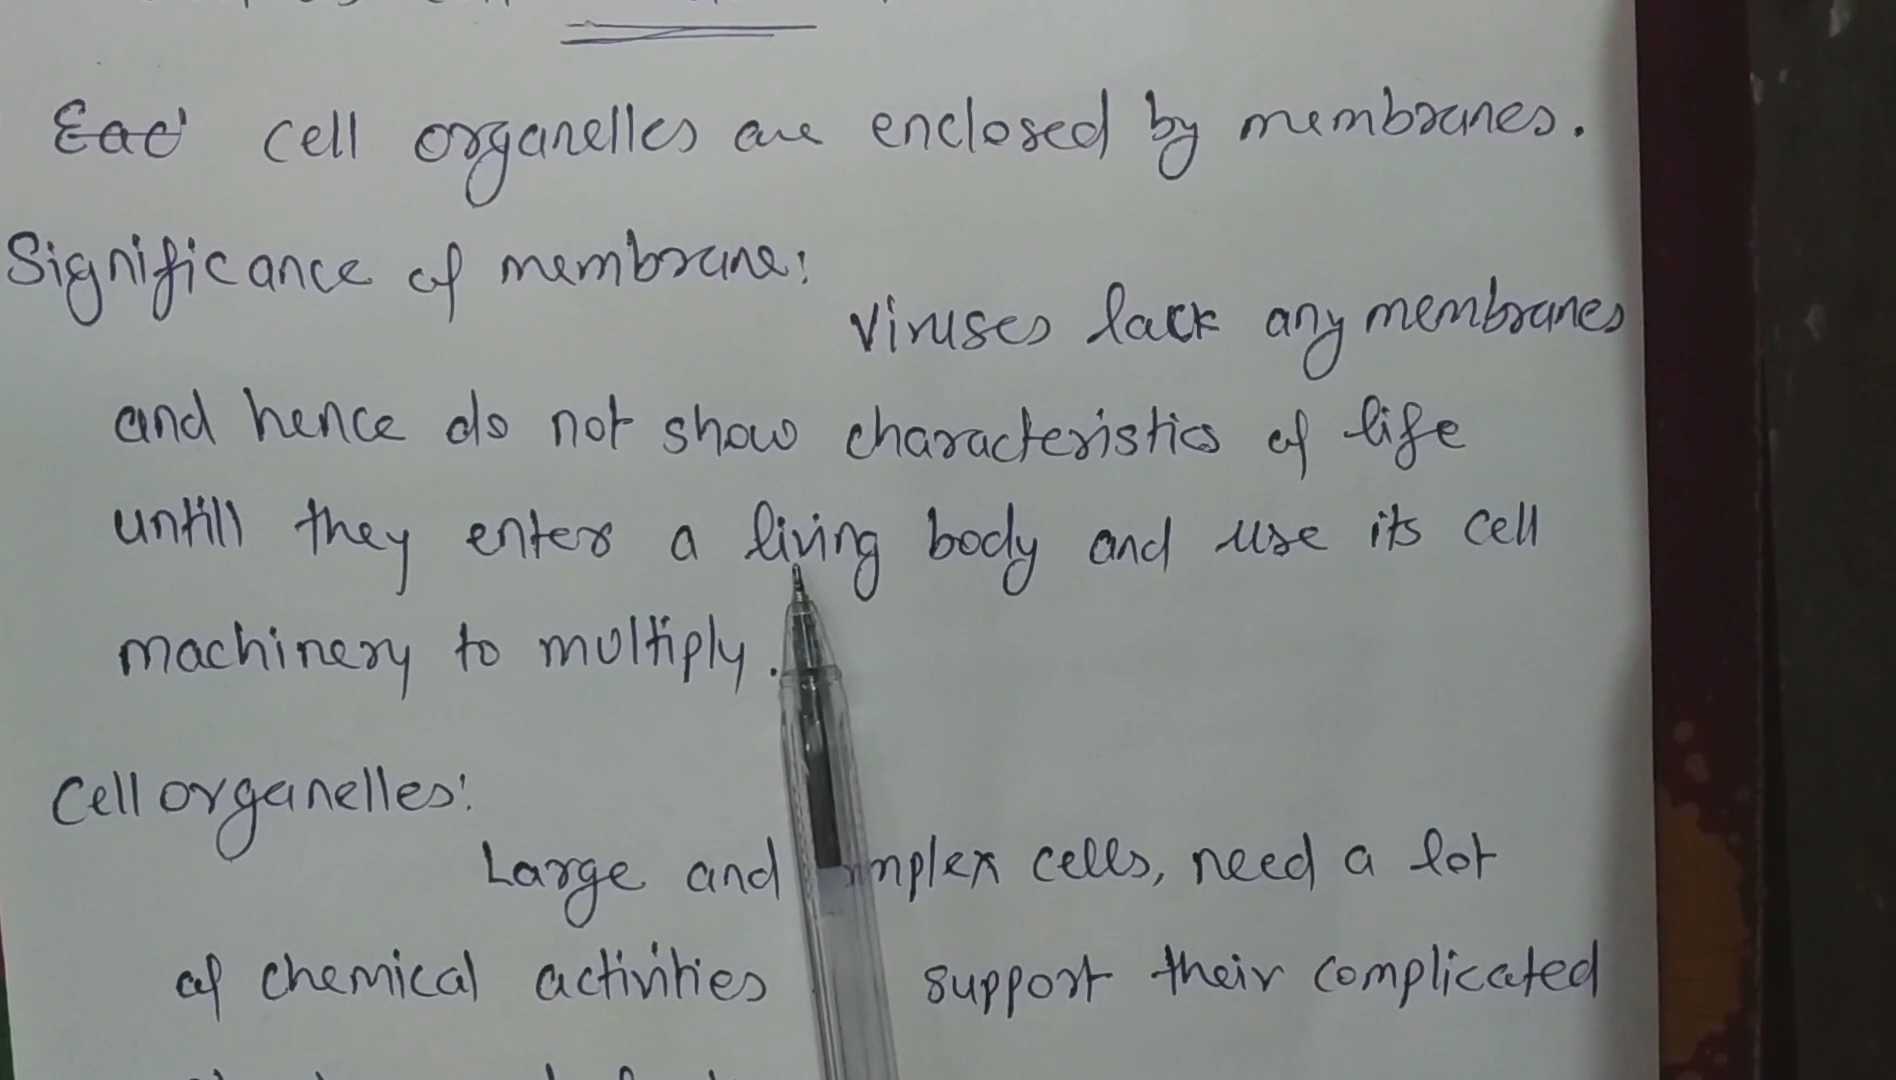 Eac cell organelles are enclosed by membranes.
Significance of membrane:
Viruses lack any membranes
and hence do not show characteristics of life
untill they enter a living body and use its cell
machinery to multiply.
Cell organelles:
Large and complex cells, need a lot
of chemical activities support their complicated